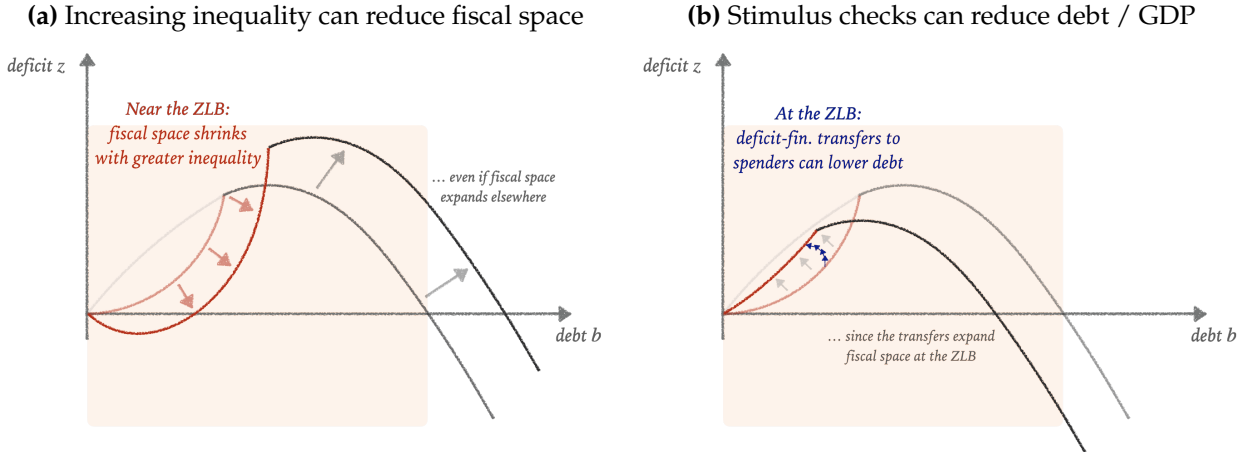 (a) Increasing inequality can reduce fiscal space
deficit z
Near the ZLB:
fiscal space shrinks
with greater inequality
... even if fiscal space
expands elsewhere
debt b
(b) Stimulus checks can reduce debt / GDP
deficit z
At the ZLB:
deficit-fin. transfers to
spenders can lower debt
... since the transfers expand
fiscal space at the ZLB
debt b